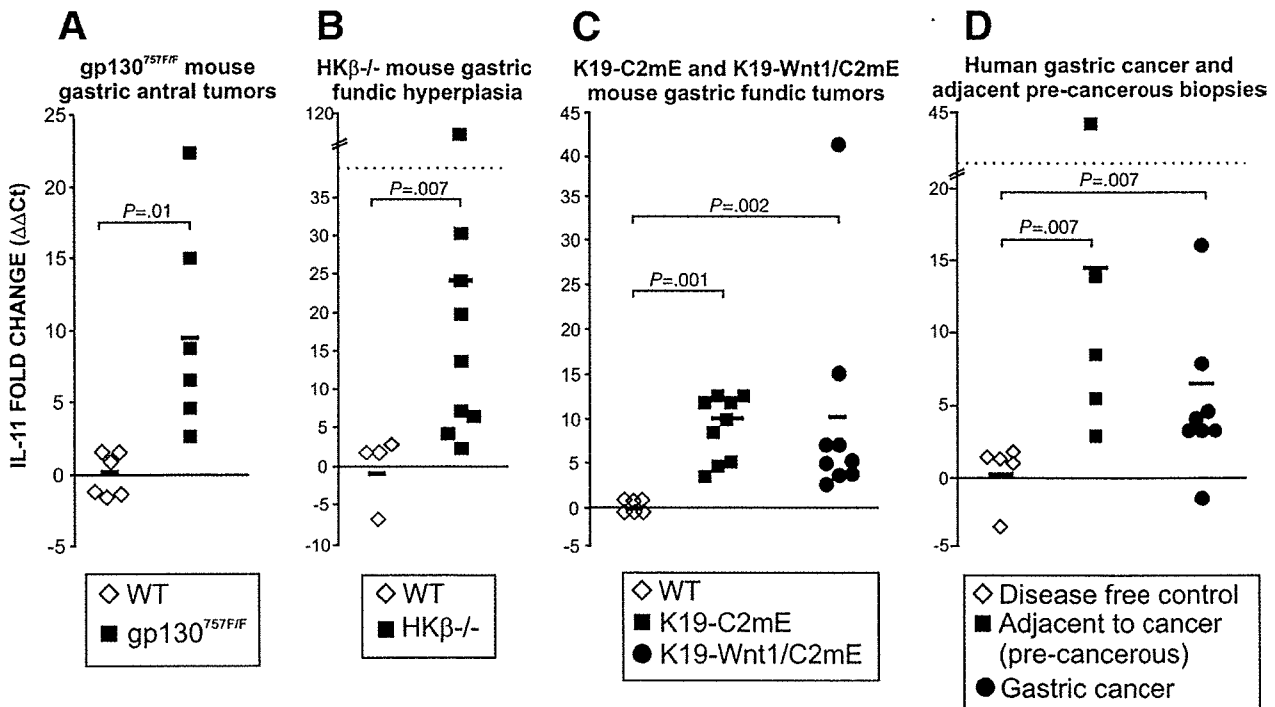 A
gp130757F/F mouse
gastric antral tumors
IL-11 FOLD CHANGE (ΔΔCt)
25
20
15
10
5
0
-5
P=.01
WT
gp130757F/F
B
HKβ-/- mouse gastric
fundic hyperplasia
120
35
30
25
20
15
10
5
0
-5
-10
P=.007
WT
HKβ-/-
C
K19-C2mE and K19-Wnt1/C2mE
mouse gastric fundic tumors
45
40
35
30
25
20
15
10
5
0
-5
P=.002
P=.001
WT
K19-C2mE
K19-Wnt1/C2mE
D
Human gastric cancer and
adjacent pre-cancerous biopsies
45
20
15
10
5
0
-5
P=.007
P=.007
Disease free control
Adjacent to cancer
(pre-cancerous)
Gastric cancer